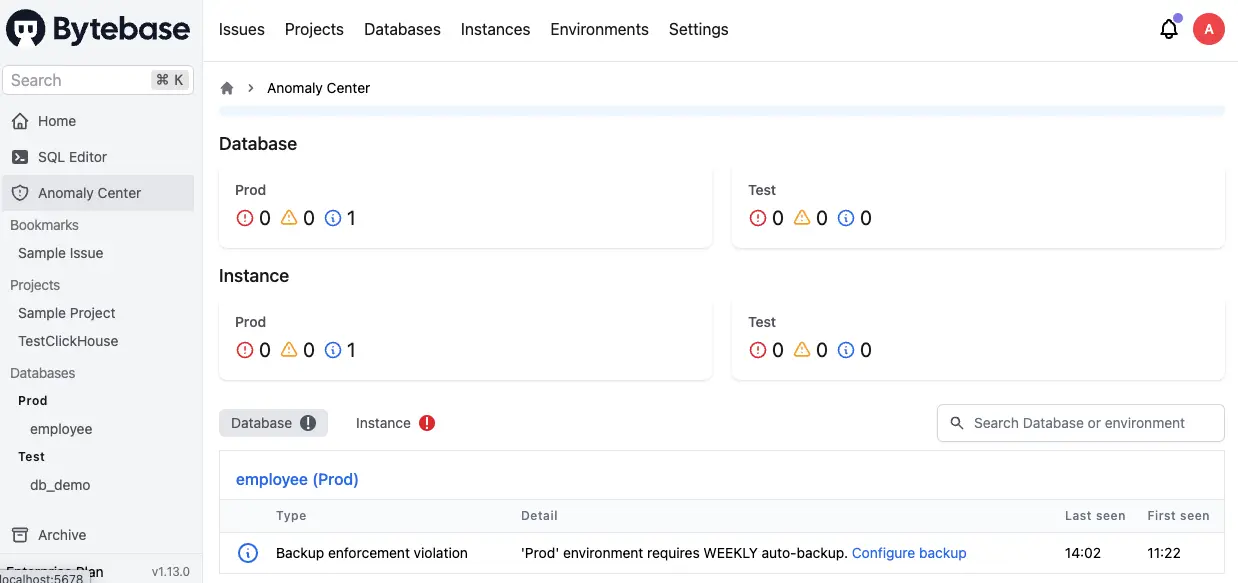 Bytebase
Issues Projects Databases Instances Environments Settings
A
Search ⌘ K
Home
SQL Editor
Anomaly Center
Bookmarks
Sample Issue
Projects
Sample Project
TestClickHouse
Databases
Prod
employee
Test
db_demo
Archive
Enterprise Plan v1.13.0
localhost:5678
Anomaly Center
Database
Prod
0 0 1
Test
0 0 0
Instance
Prod
0 0 1
Test
0 0 0
Database Instance
Search Database or environment
employee (Prod)
Type Detail Last seen First seen
Backup enforcement violation 'Prod' environment requires WEEKLY auto-backup. Configure backup 14:02 11:22